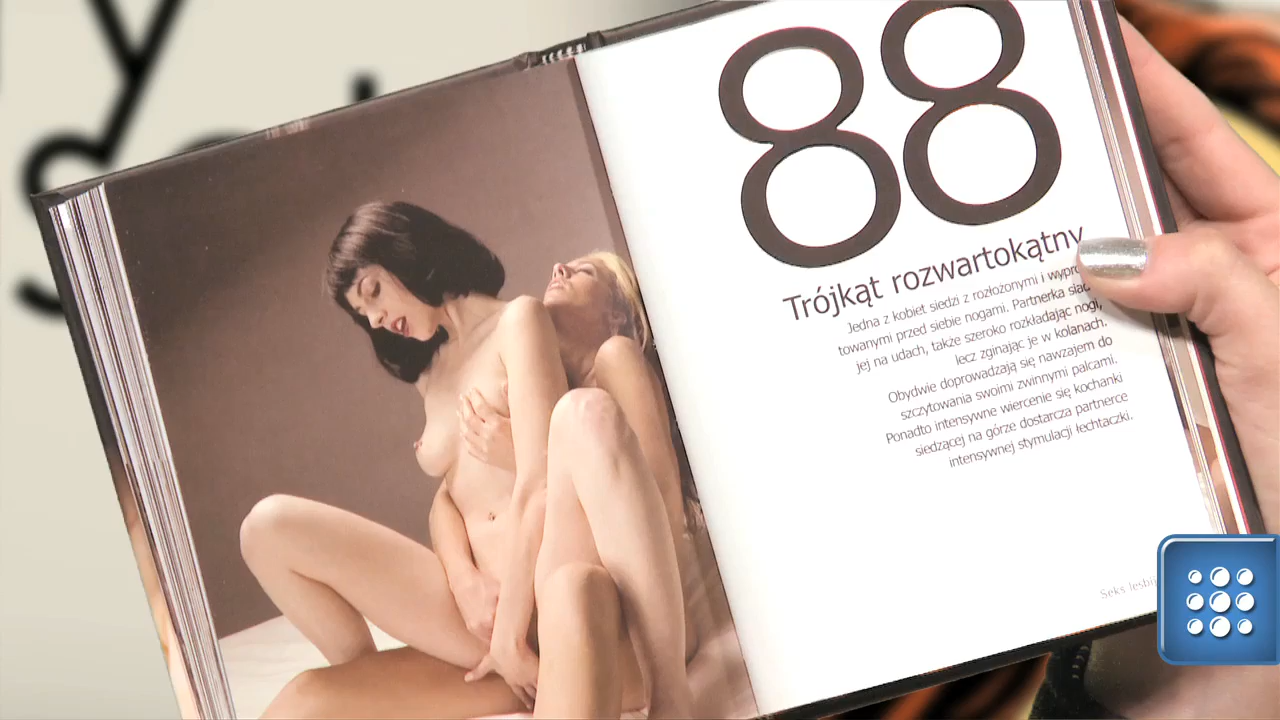 88
Trójkąt rozwartokątny
Jedna z kobiet siedzi z rozłożonymi i
towanymi przed siebie nogami. Partnerka
jej na udach, także szeroko rozkładając nogi,
lecz zginając je w kolanach.
Obydwie doprowadzają się nawzajem do
szczytowania swoimi zwinnymi palcami.
Ponadto intensywne wiercenie się kochanki
siedzącej na górze dostarcza partnerce
intensywnej stymulacji łechtaczki.
Seks